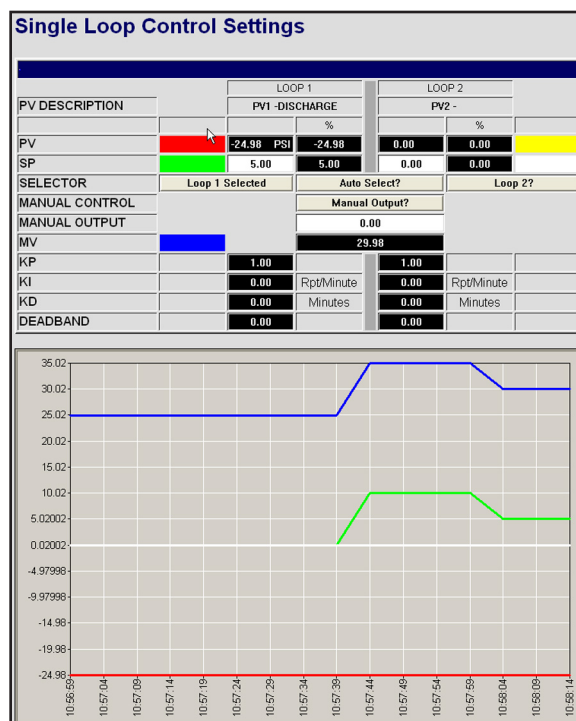 Single Loop Control Settings
LOOP 1 LOOP 2
PV DESCRIPTION PV1 -DISCHARGE PV2 -
% %
PV -24.98 PSI -24.98 0.00 0.00
SP 5.00 5.00 0.00 0.00
SELECTOR Loop 1 Selected Auto Select? Loop 2?
MANUAL CONTROL Manual Output?
MANUAL OUTPUT 0.00
MV 29.98
KP 1.00 1.00
KI 0.00 Rpt/Minute 0.00 Rpt/Minute
KD 0.00 Minutes 0.00 Minutes
DEADBAND 0.00 0.00
35.02
30.02
25.02
20.02
15.02
10.02
5.02002
0.02002
-4.97998
-9.97998
-14.98
-19.98
-24.98
10:56:59 10:57:04 10:57:09 10:57:14 10:57:19 10:57:24 10:57:29 10:57:34 10:57:39 10:57:44 10:57:49 10:57:54 10:57:59 10:58:04 10:58:09 10:58:14